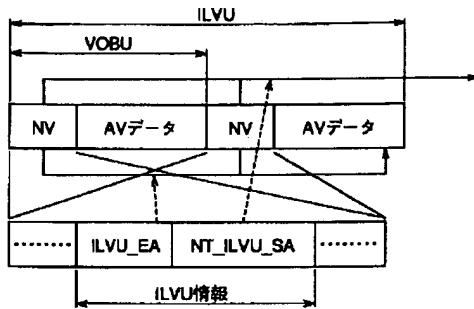 ILVU
VOBU
NV AVデータ NV AVデータ
ILVU_EA NT_ILVU_SA
ILVU情報